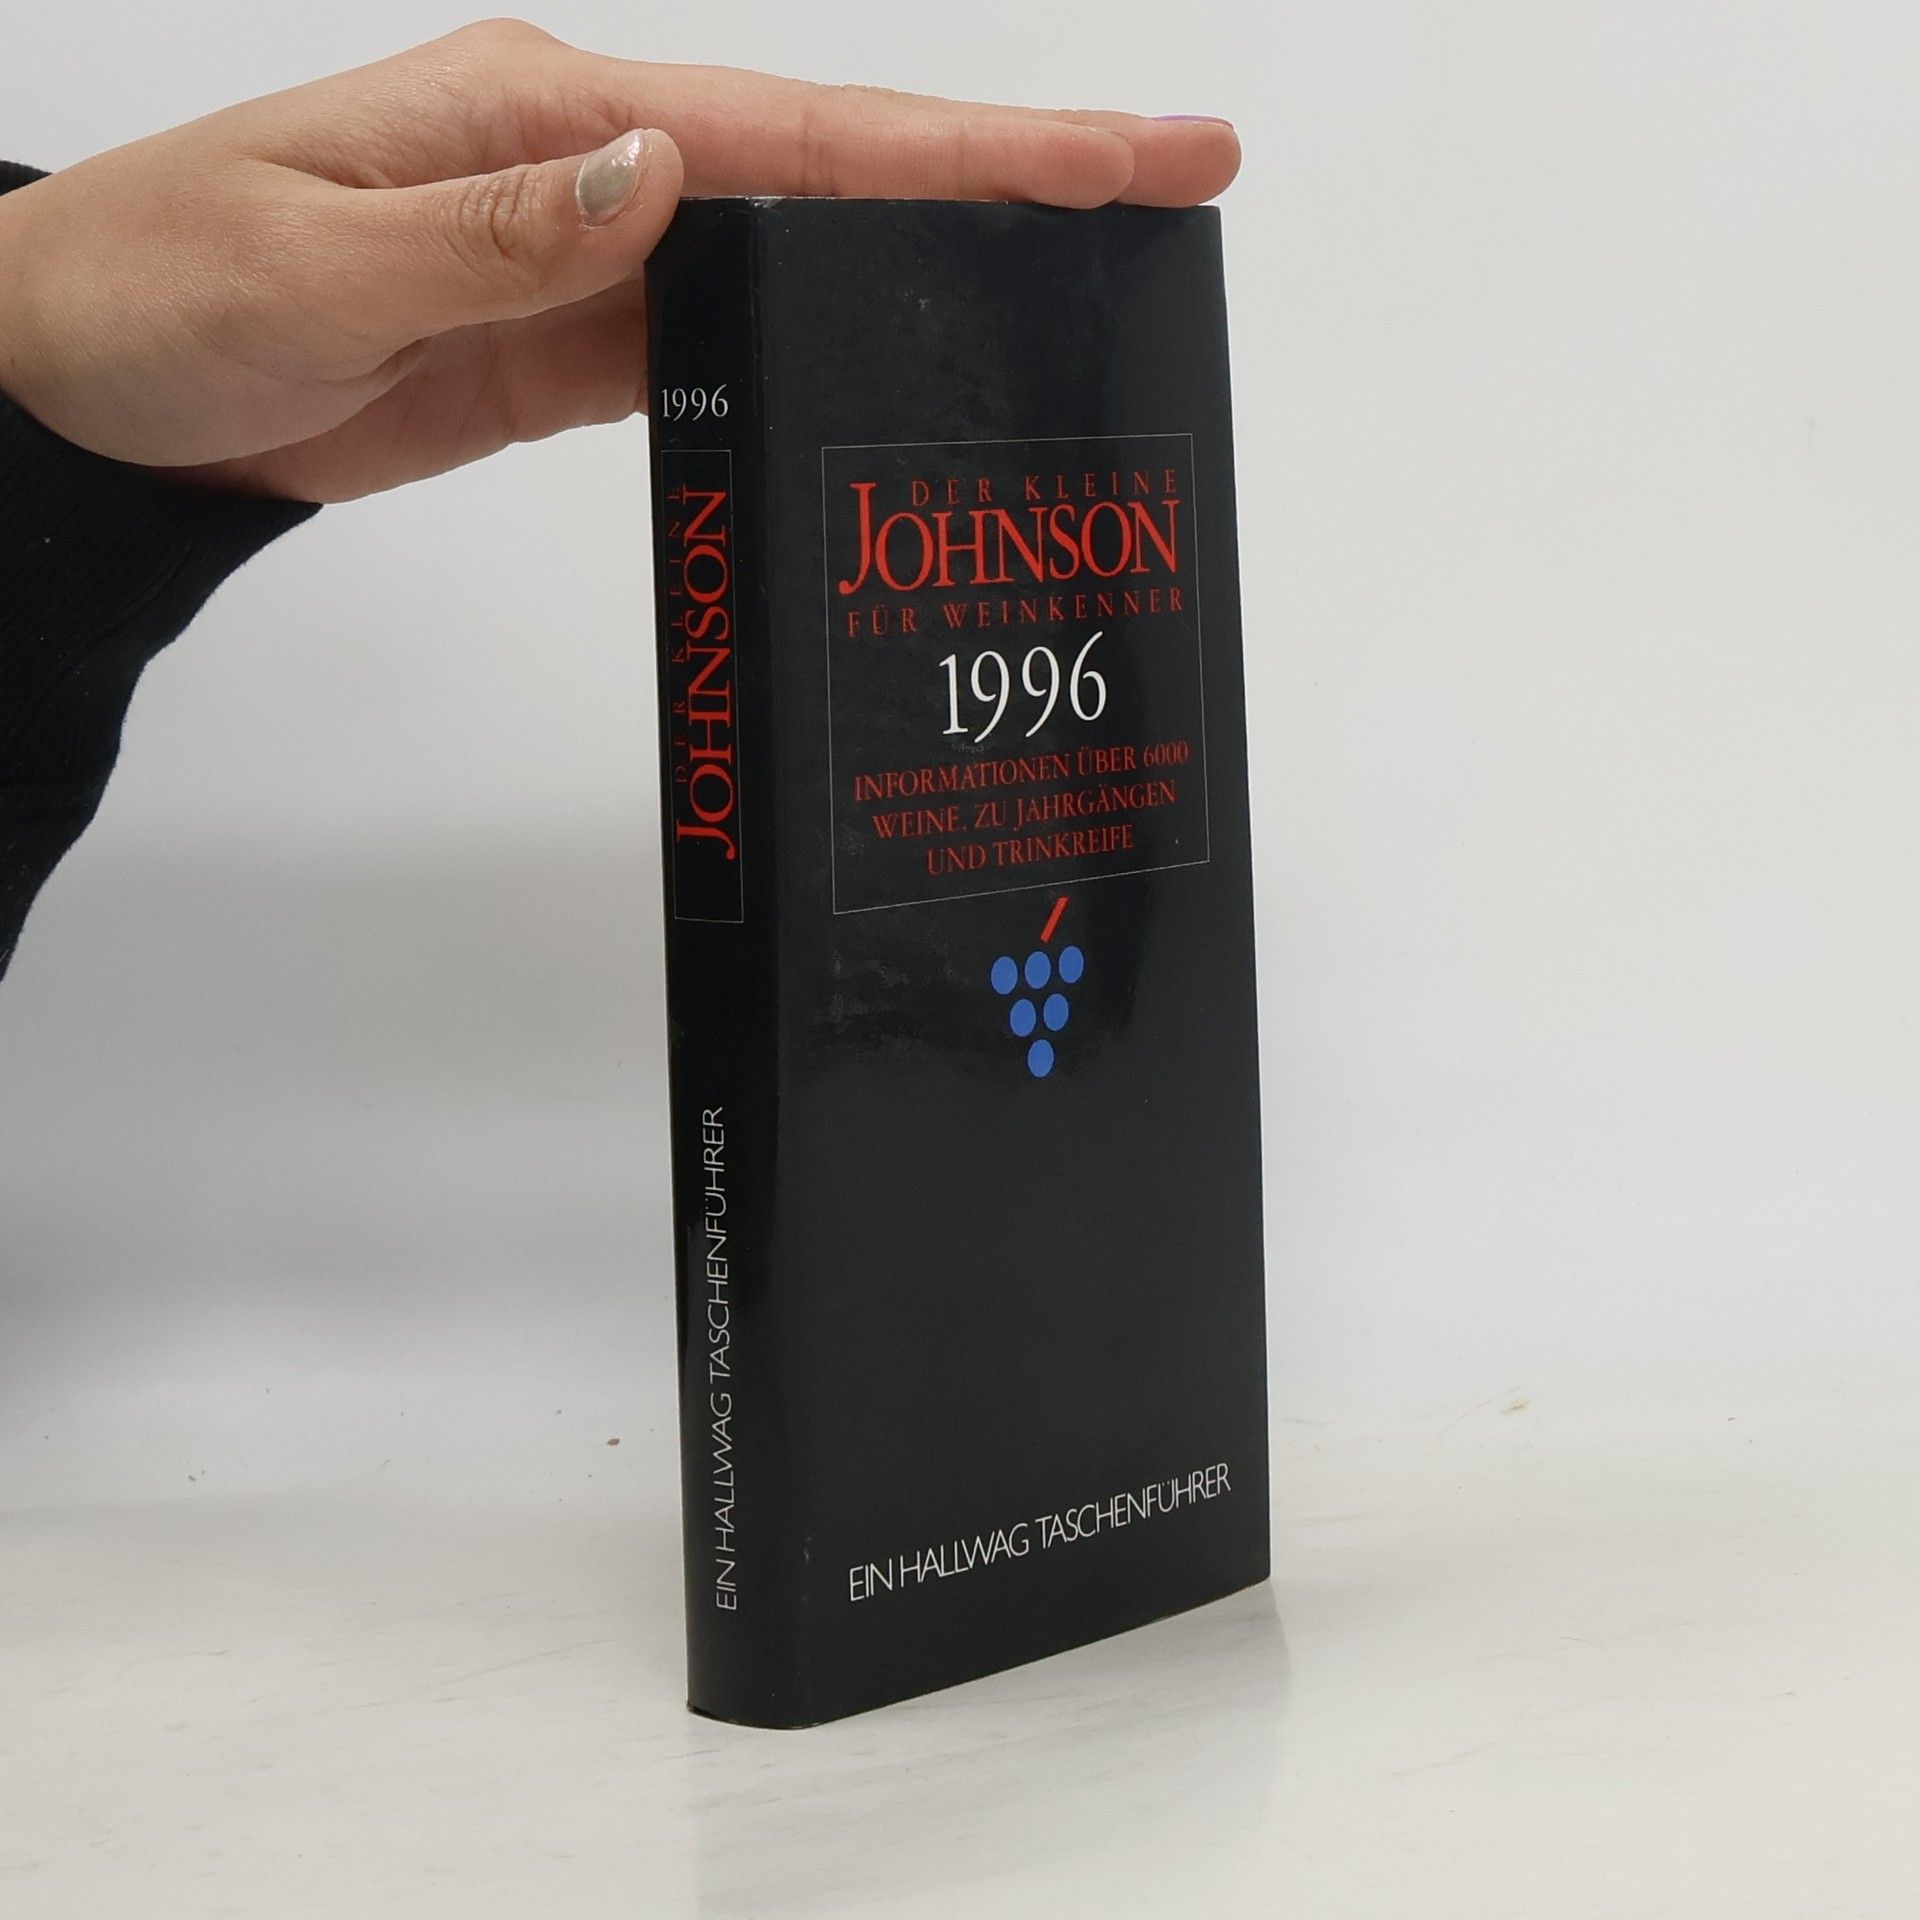 1996
DER KLEINE
JOHNSON
EIN HALLWAG TASCHENFÜHRER
DER KLEINE
JOHNSON
FÜR WEINKENNER
1996
INFORMATIONEN ÜBER 6000
WEINE, ZU JAHRGÄNGEN
UND TRINKREIFE
EIN HALLWAG TASCHENFÜHRER